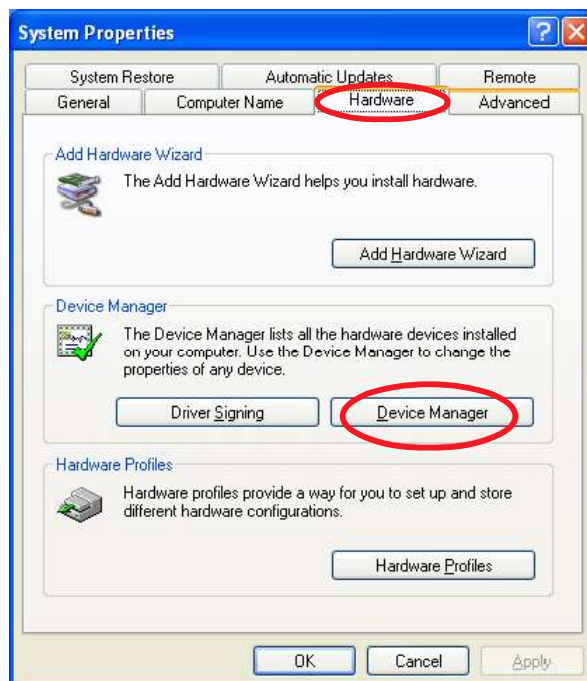 System Properties
System Restore
Automatic Updates
Remote
General
Computer Name
Hardware
Advanced
Add Hardware Wizard
The Add Hardware Wizard helps you install hardware.
Add Hardware Wizard
Device Manager
The Device Manager lists all the hardware devices installed
on your computer. Use the Device Manager to change the
properties of any device.
Driver Signing
Device Manager
Hardware Profiles
Hardware profiles provide a way for you to set up and store
different hardware configurations.
Hardware Profiles
OK
Cancel
Apply